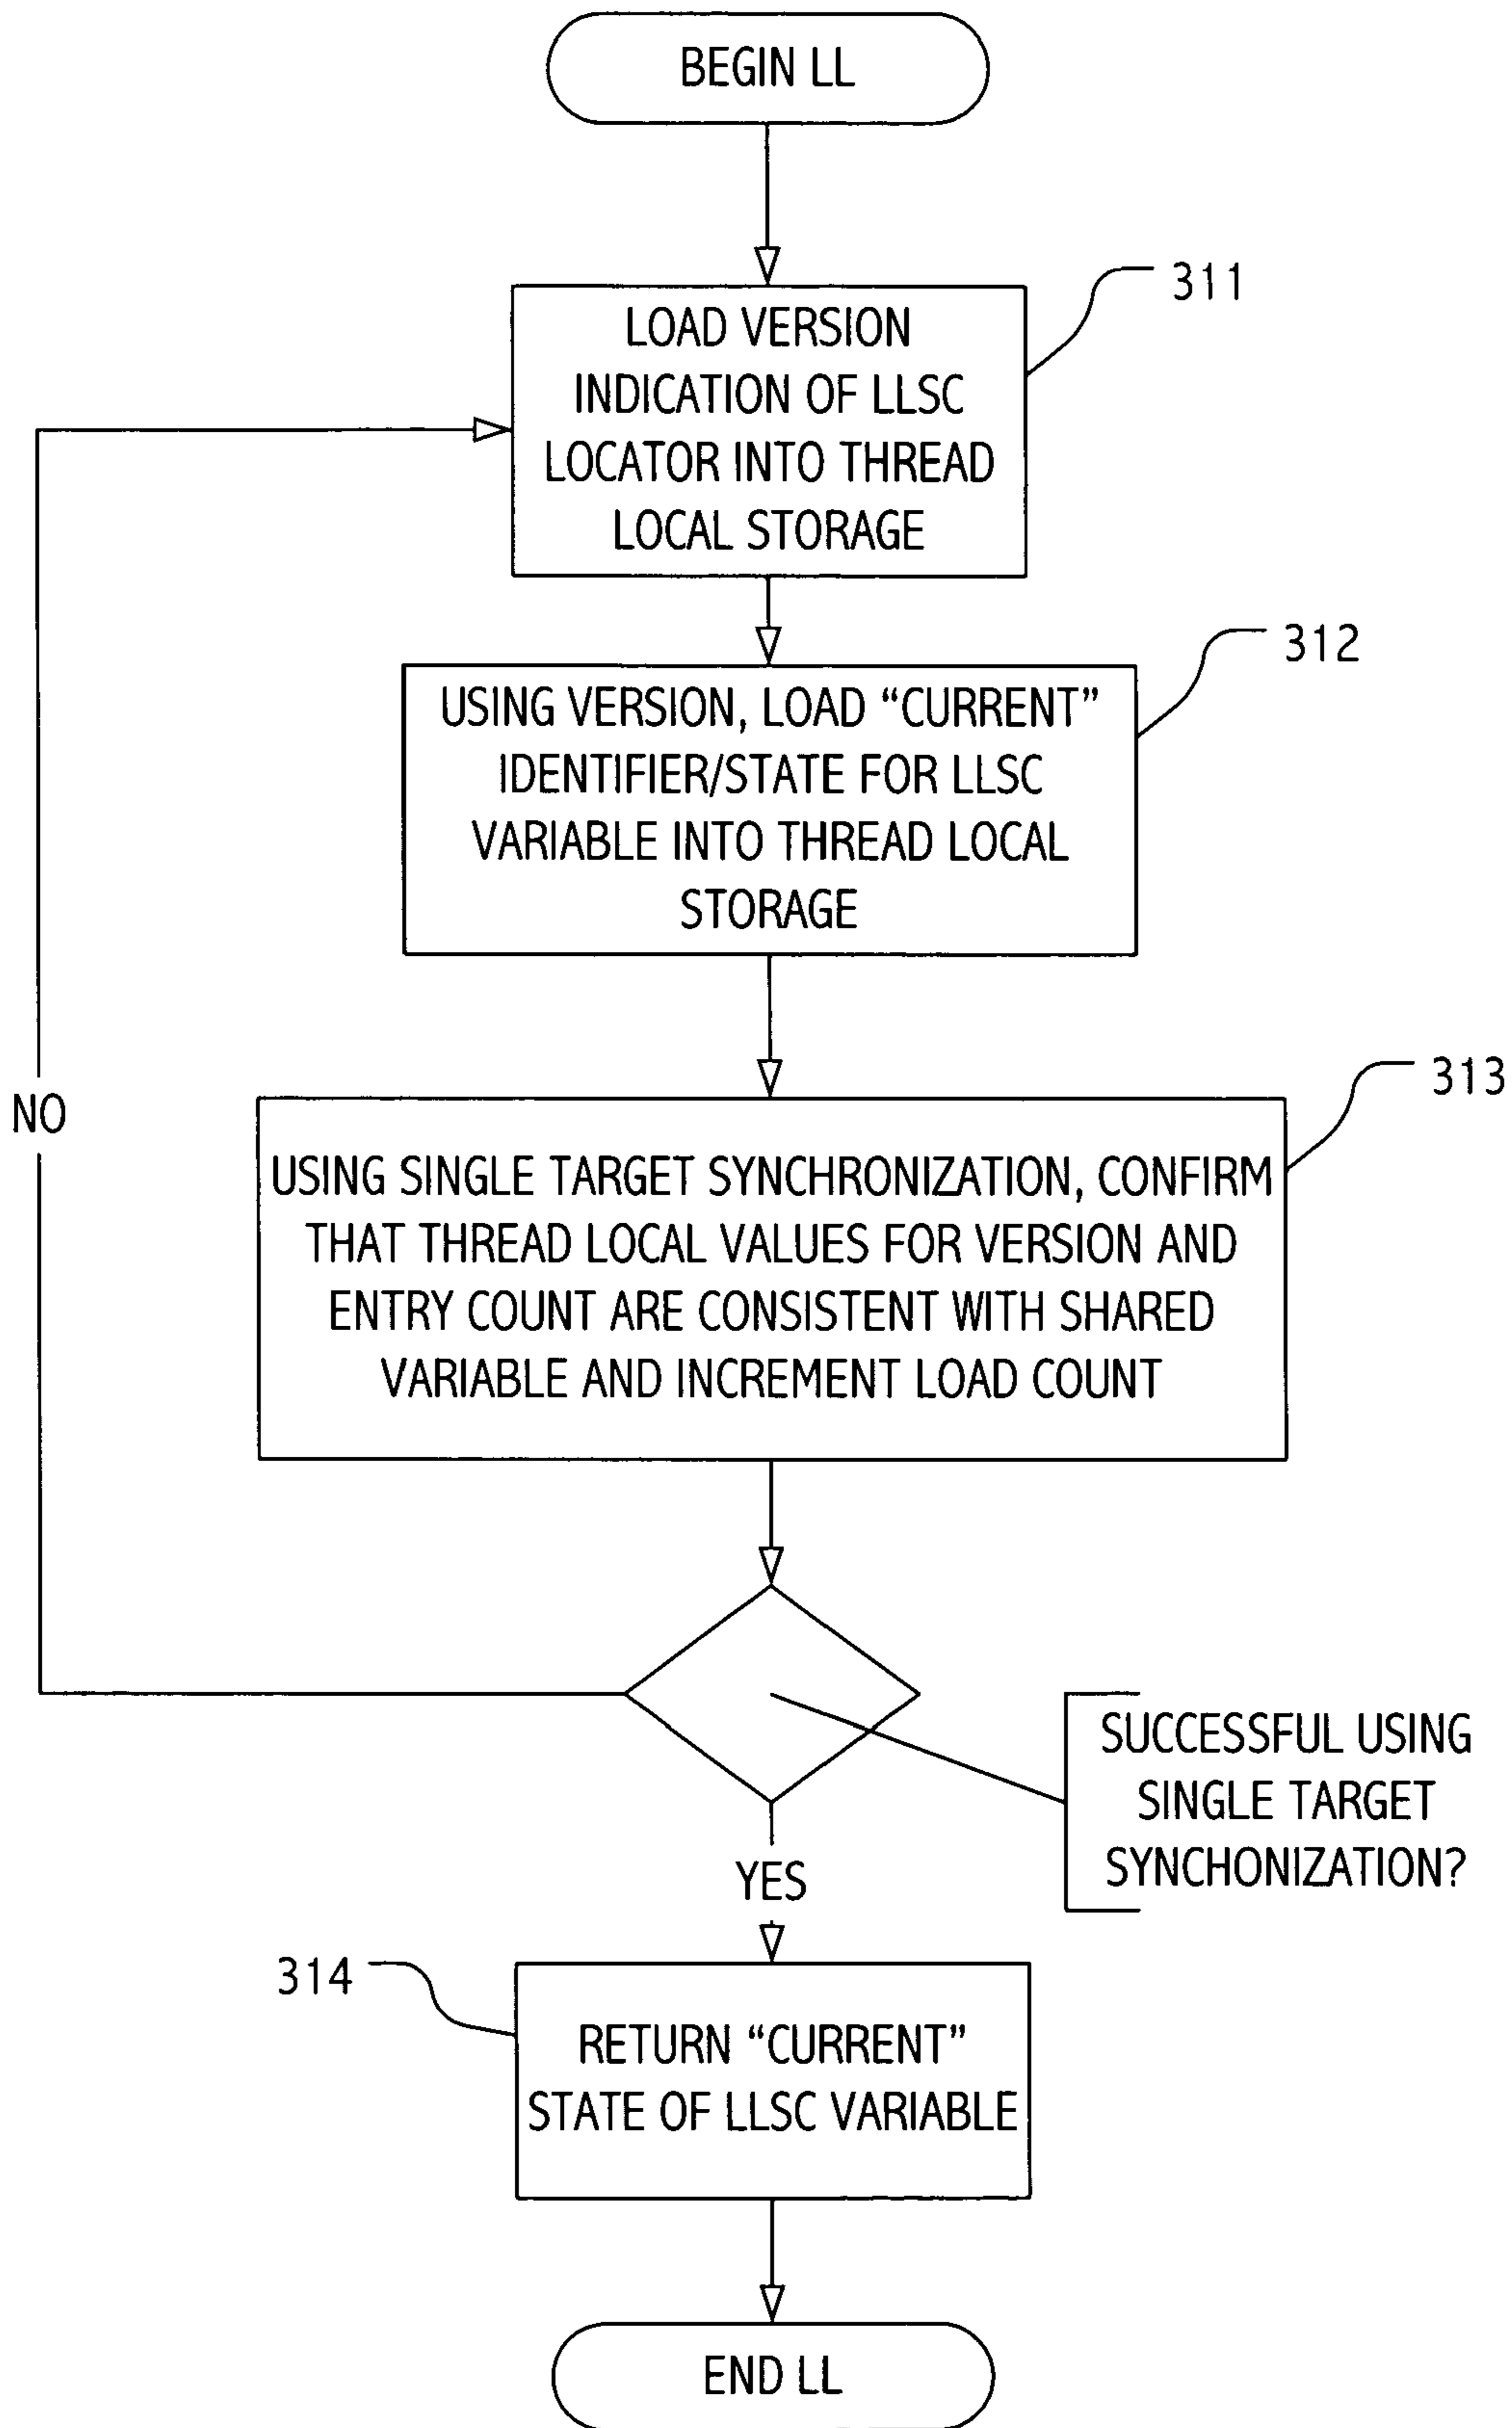 BEGIN LL
311
LOAD VERSION
INDICATION OF LLSC
LOCATOR INTO THREAD
LOCAL STORAGE
312
USING VERSION, LOAD “CURRENT”
IDENTIFIER/STATE FOR LLSC
VARIABLE INTO THREAD LOCAL
STORAGE
313
NO
USING SINGLE TARGET SYNCHRONIZATION, CONFIRM
THAT THREAD LOCAL VALUES FOR VERSION AND
ENTRY COUNT ARE CONSISTENT WITH SHARED
VARIABLE AND INCREMENT LOAD COUNT
SUCCESSFUL USING
SINGLE TARGET
SYNCHONIZATION?
YES
314
RETURN “CURRENT”
STATE OF LLSC VARIABLE
END LL